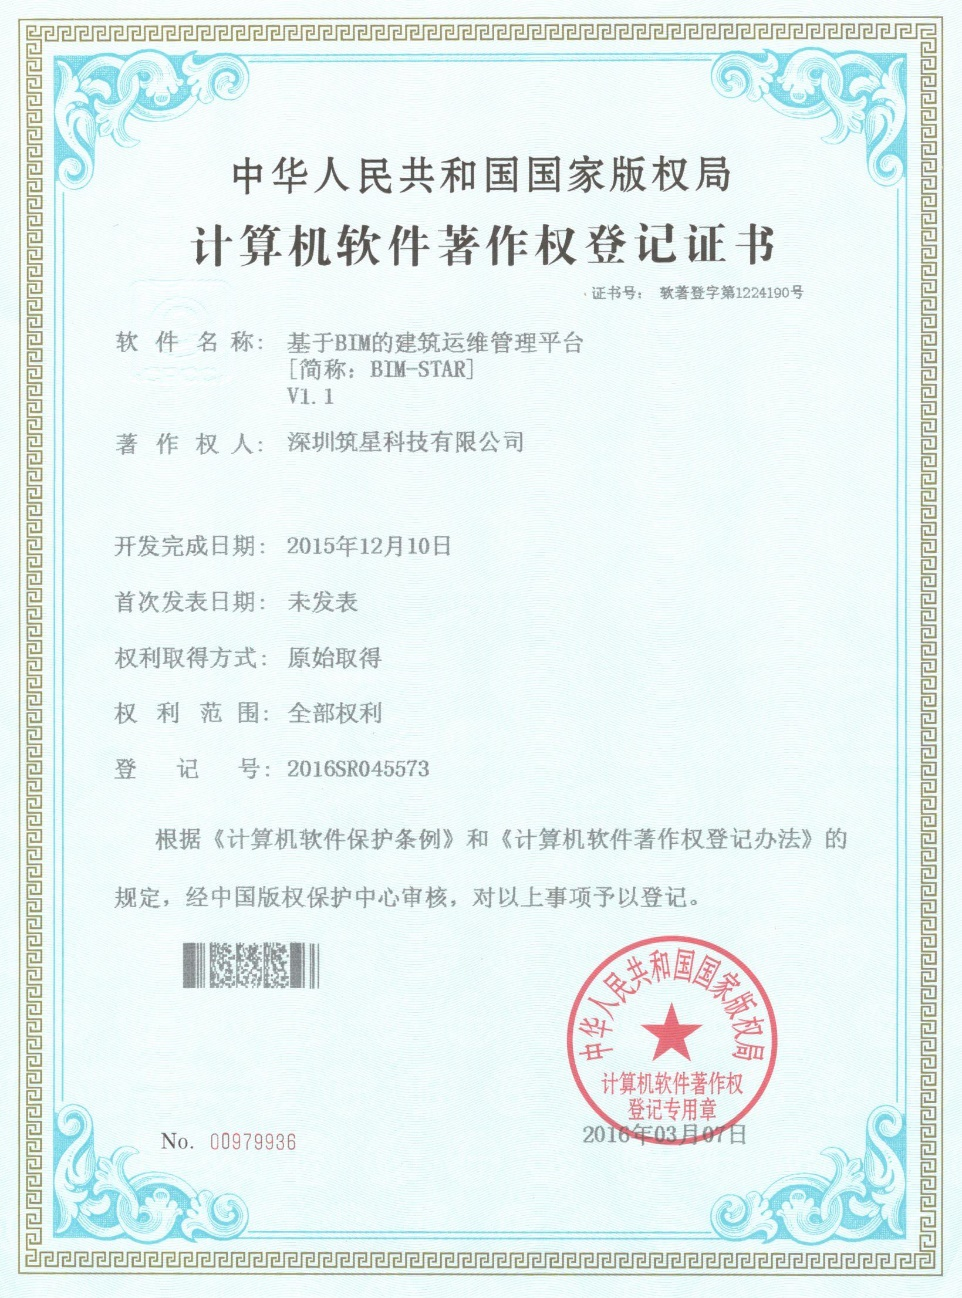 中华人民共和国国家版权局
计算机软件著作权登记证书
证书号： 软著登字第1224190号
软件名称： 基于BIM的建筑运维管理平台
[简称：BIM-STAR]
V1.1
著作权人： 深圳筑星科技有限公司
开发完成日期： 2015年12月10日
首次发表日期： 未发表
权利取得方式： 原始取得
权利范围： 全部权利
登记号： 2016SR045573
根据《计算机软件保护条例》和《计算机软件著作权登记办法》的
规定，经中国版权保护中心审核，对以上事项予以登记。
中华人民共和国国家版权局
计算机软件著作权
登记专用章
2016年03月07日
No. 00979936